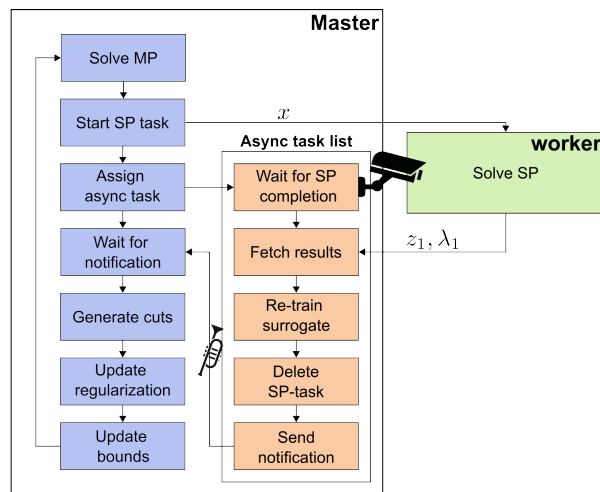 Master
Solve MP
Start SP task
x
Assign
async task
Wait for
notification
Generate cuts
Update
regularization
Update
bounds
Async task list
Wait for SP
completion
Fetch results
Re-train
surrogate
Delete
SP-task
Send
notification
worker
Solve SP
z₁, λ₁